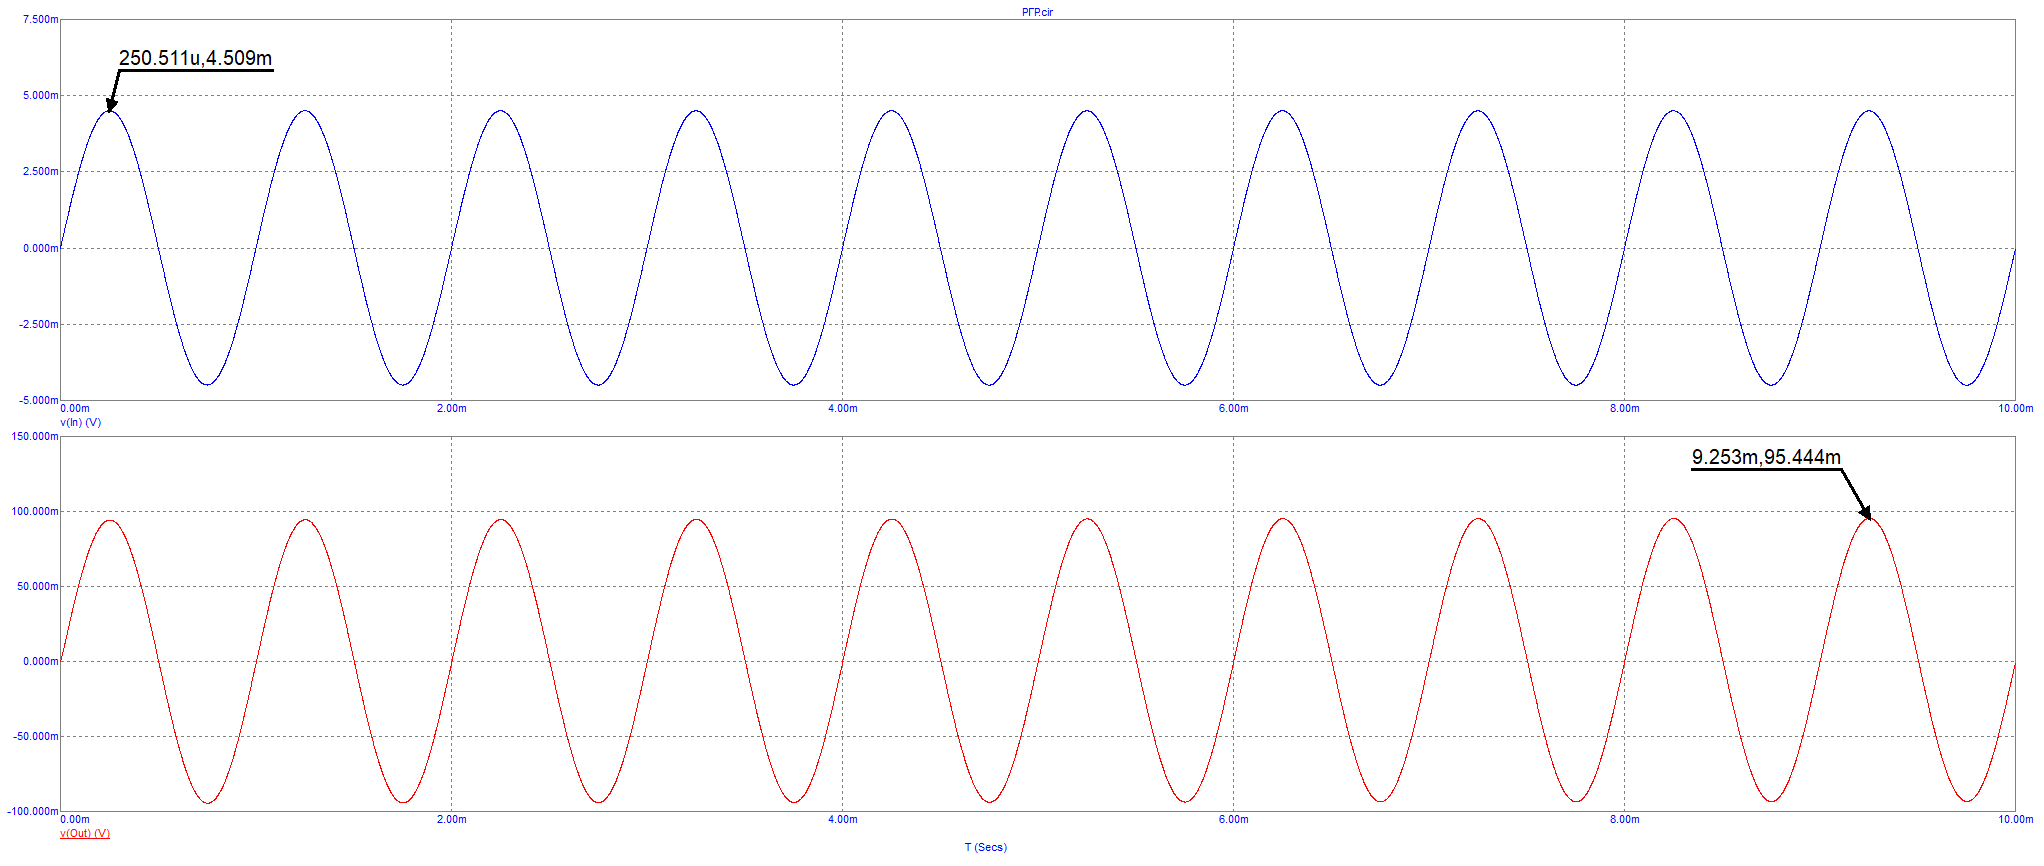 PFP.cir
7.500m
250.511u,4.509m
5.000m
2.500m
0.000m
-2.500m
-5.000m
0.00m 2.00m 4.00m 6.00m 8.00m 10.00m
v(In) (V)
150.000m
9.253m,95.444m
100.000m
50.000m
0.000m
-50.000m
-100.000m
0.00m 2.00m 4.00m 6.00m 8.00m 10.00m
v(Out) (V)
T (Secs)